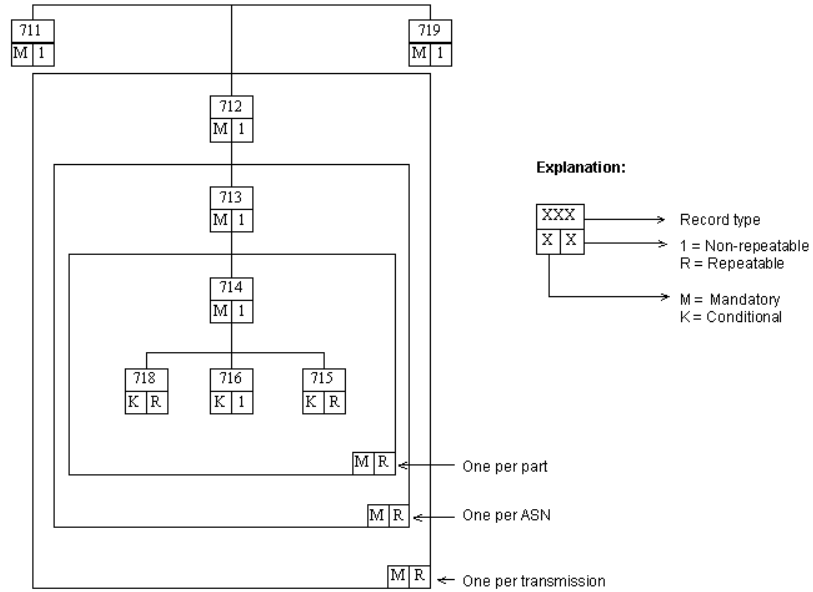 711
M 1
719
M 1
712
M 1
713
M 1
714
M 1
718
K R
716
K 1
715
K R
M R
One per part
M R
One per ASN
M R
One per transmission
Explanation:
XXX
X X
Record type
1 = Non-repeatable
R = Repeatable
M = Mandatory
K = Conditional